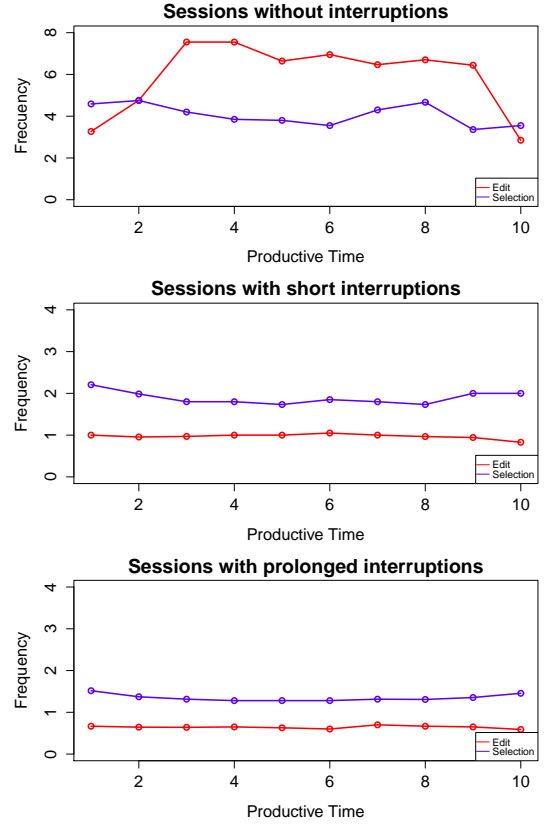 Sessions without interruptions
8
6
4
2
0
Frecuency
Edit
Selection
2 4 6 8 10
Productive Time
Sessions with short interruptions
4
3
2
1
0
Frequency
Edit
Selection
2 4 6 8 10
Productive Time
Sessions with prolonged interruptions
4
3
2
1
0
Frequency
Edit
Selection
2 4 6 8 10
Productive Time